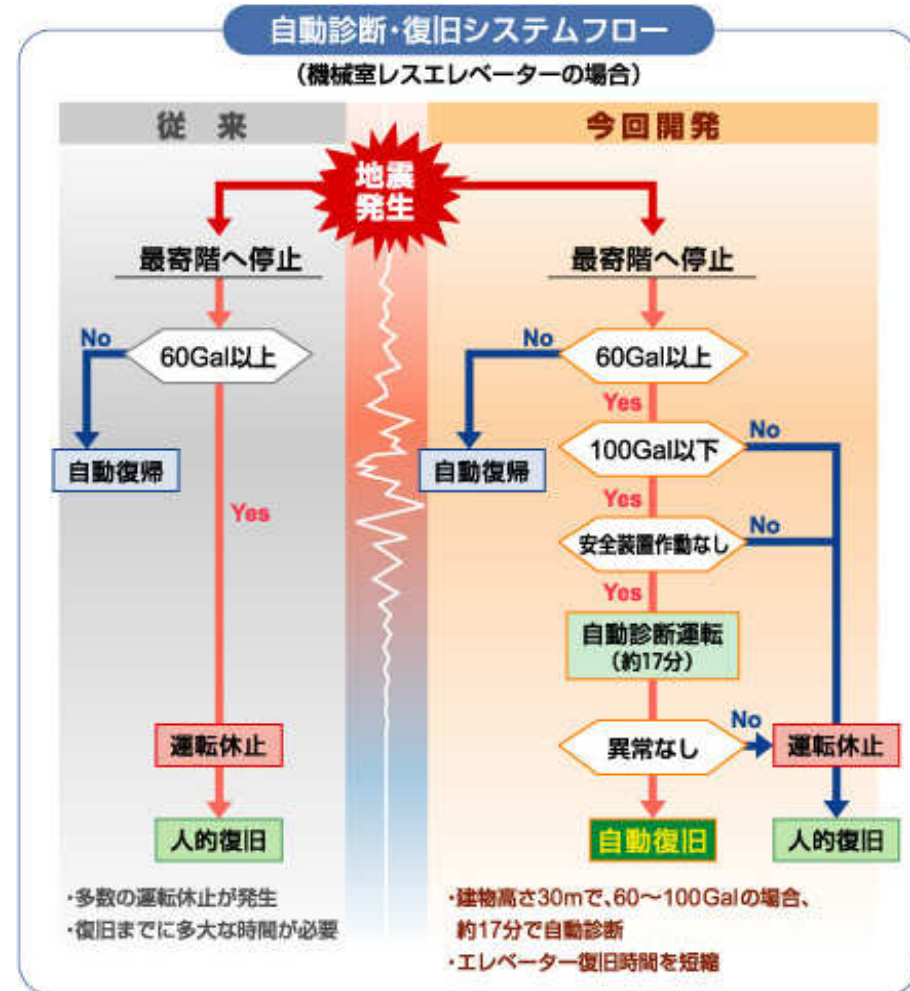 自動診断・復旧システムフロー
（機械室レスエレベーターの場合）
従 来
今回開発
地震
発生
最寄階へ停止
No
60Gal以上
自動復帰
Yes
運転休止
人的復旧
・多数の運転休止が発生
・復旧までに多大な時間が必要
最寄階へ停止
No
60Gal以上
自動復帰
Yes
100Gal以下
No
Yes
安全装置作動なし
No
Yes
自動診断運転
（約17分）
異常なし
No
運転休止
自動復旧
人的復旧
・建物高さ30mで、60～100Galの場合、
約17分で自動診断
・エレベーター復旧時間を短縮